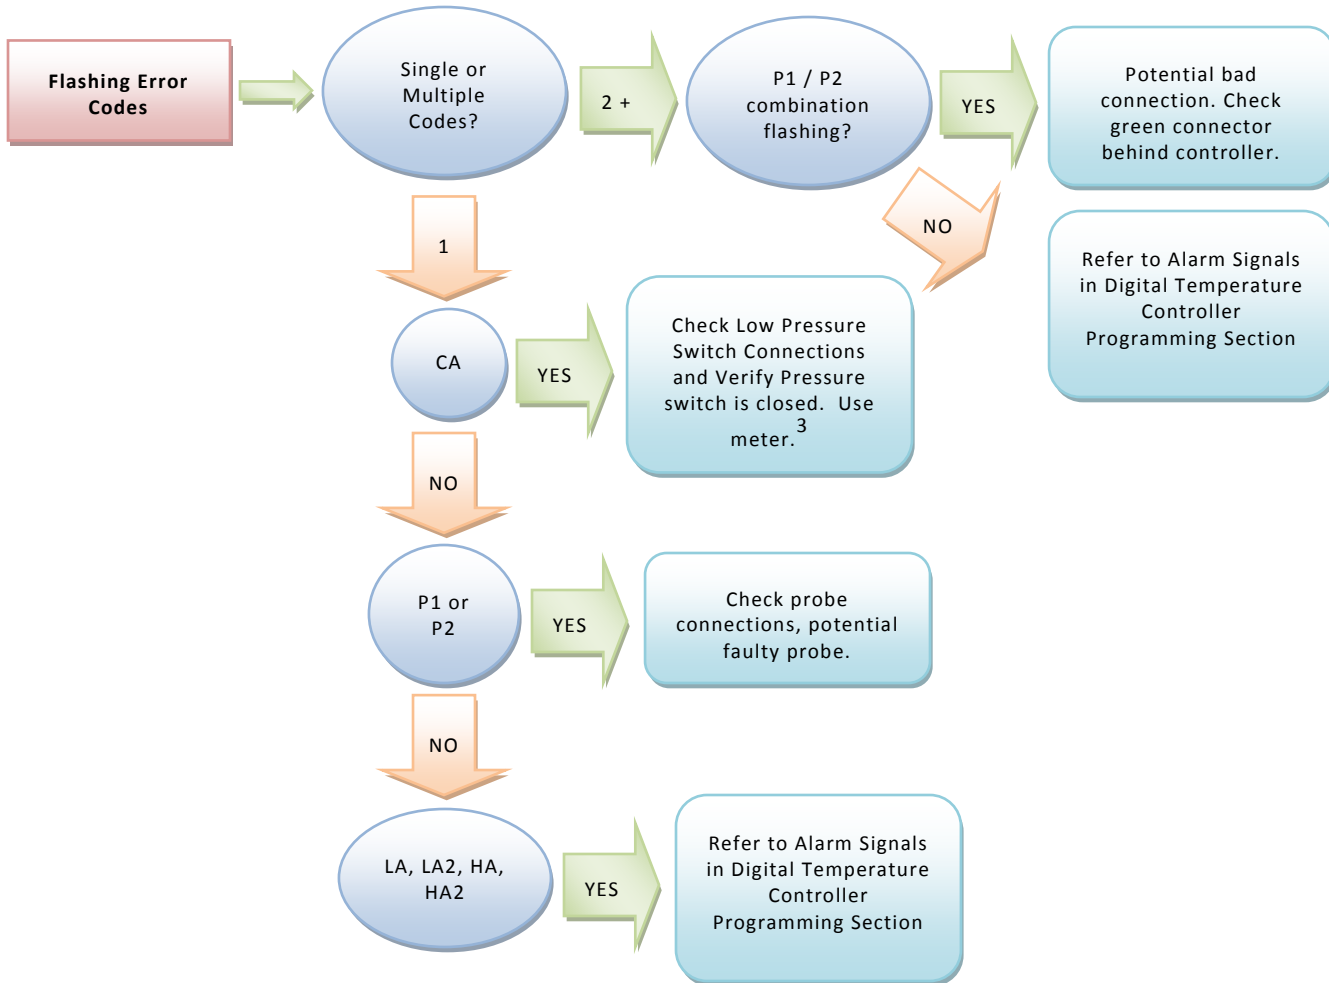 Flashing Error
Codes
Single or
Multiple
Codes?
2 +
P1 / P2
combination
flashing?
YES
Potential bad
connection. Check
green connector
behind controller.
NO
Refer to Alarm Signals
in Digital Temperature
Controller
Programming Section
1
CA
YES
Check Low Pressure
Switch Connections
and Verify Pressure
switch is closed. Use
meter.3
NO
P1 or
P2
YES
Check probe
connections, potential
faulty probe.
NO
LA, LA2, HA,
HA2
YES
Refer to Alarm Signals
in Digital Temperature
Controller
Programming Section